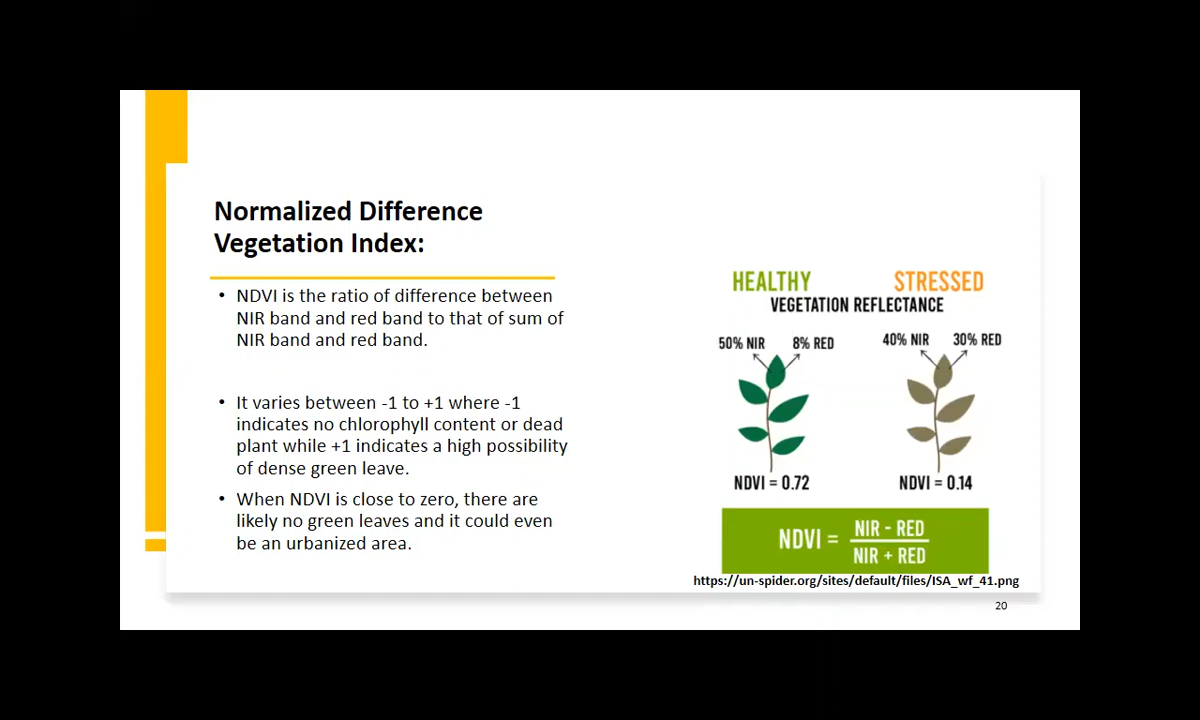 Normalized Difference
Vegetation Index:
• NDVI is the ratio of difference between
NIR band and red band to that of sum of
NIR band and red band.
• It varies between -1 to +1 where -1
indicates no chlorophyll content or dead
plant while +1 indicates a high possibility
of dense green leave.
• When NDVI is close to zero, there are
likely no green leaves and it could even
be an urbanized area.
HEALTHY STRESSED
VEGETATION REFLECTANCE
50% NIR 8% RED 40% NIR 30% RED
NDVI = 0.72 NDVI = 0.14
NDVI = NIR - RED
NIR + RED
https://un-spider.org/sites/default/files/ISA_wf_41.png
20